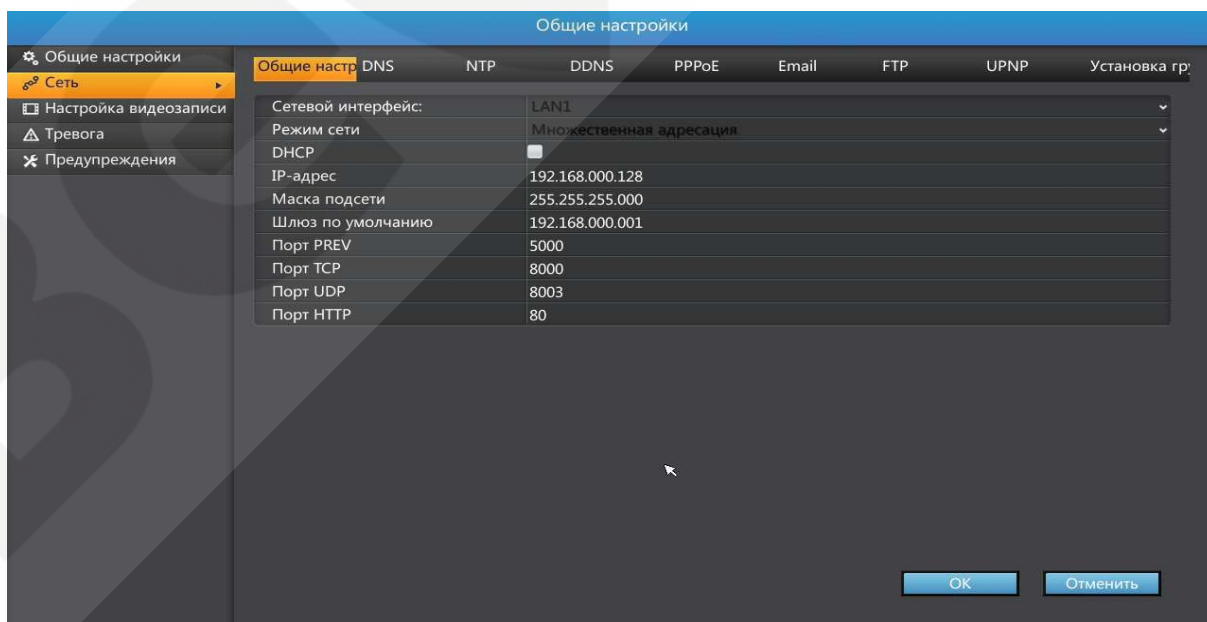 Общие настройки
Общие настройки
Сеть
Настройка видеозаписи
Тревога
Предупреждения
Общие настр DNS NTP DDNS PPPoE Email FTP UPNP Установка гру
Сетевой интерфейс: LAN1
Режим сети Множественная адресация
DHCP
IP-адрес 192.168.000.128
Маска подсети 255.255.255.000
Шлюз по умолчанию 192.168.000.001
Порт PREV 5000
Порт TCP 8000
Порт UDP 8003
Порт HTTP 80
OK Отменить